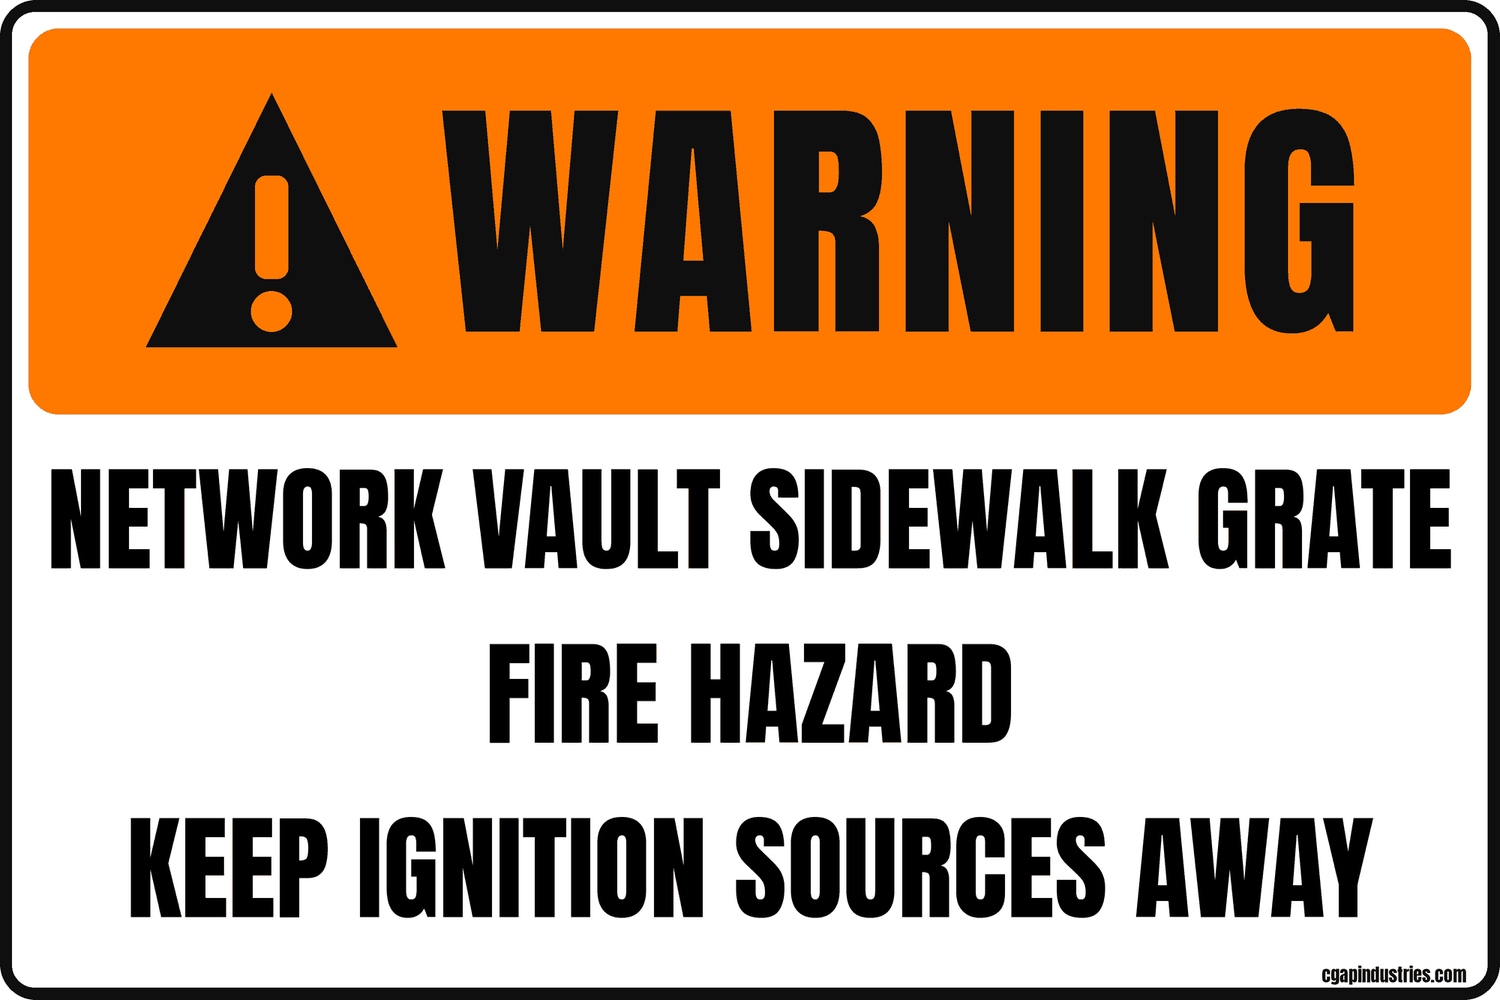 WARNING
NETWORK VAULT SIDEWALK GRATE
FIRE HAZARD
KEEP IGNITION SOURCES AWAY
cgapindustries.com